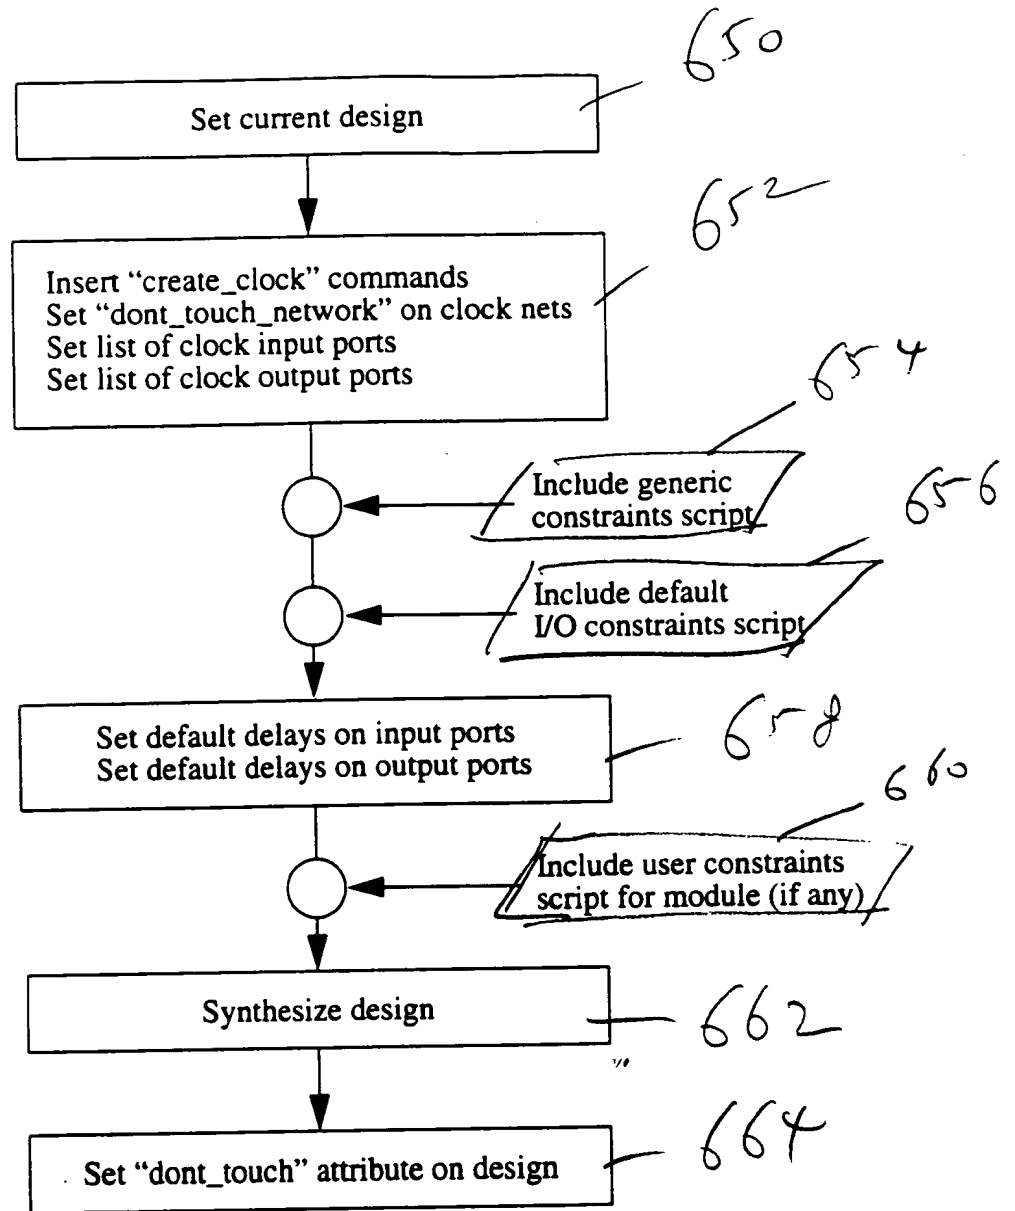 650
Set current design
652
Insert “create_clock” commands
Set “dont_touch_network” on clock nets
Set list of clock input ports
Set list of clock output ports
654
Include generic
constraints script
656
Include default
I/O constraints script
658
Set default delays on input ports
Set default delays on output ports
660
Include user constraints
script for module (if any)
Synthesize design
662
664
Set “dont_touch” attribute on design